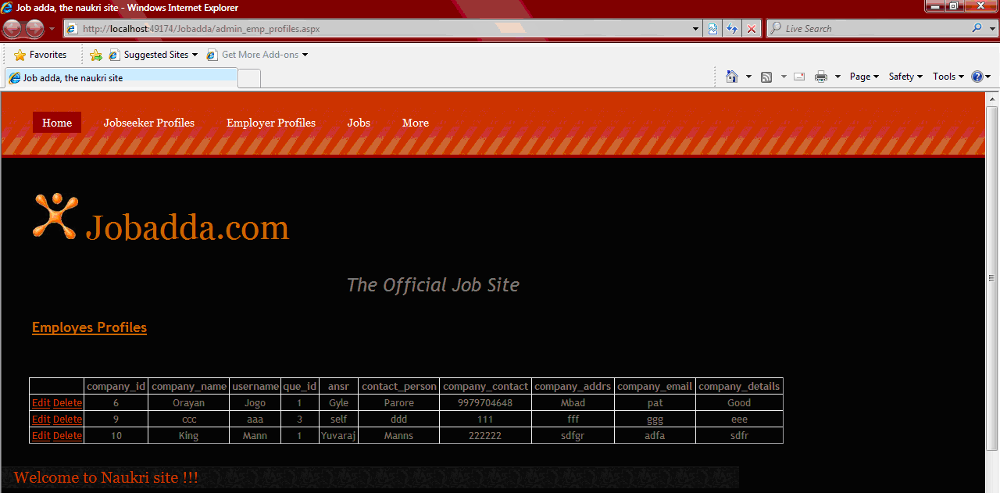 Job adda, the naukri site - Windows Internet Explorer
http://localhost:49174/Jobadda/admin_emp_profiles.aspx
Live Search
Favorites Suggested Sites Get More Add-ons
Job adda, the naukri site
Page Safety Tools
Home Jobseeker Profiles Employer Profiles Jobs More
Jobadda.com
The Official Job Site
Employes Profiles
company_id company_name username que_id ansr contact_person company_contact company_addrs company_email company_details
Edit Delete 6 Orayan Jogo 1 Gyle Parore 9979704648 Mbad pat Good
Edit Delete 9 ccc aaa 3 self ddd 111 fff ggg eee
Edit Delete 10 King Mann 1 Yuvaraj Manns 222222 sdfgr adfa sdfr
Welcome to Naukri site !!!